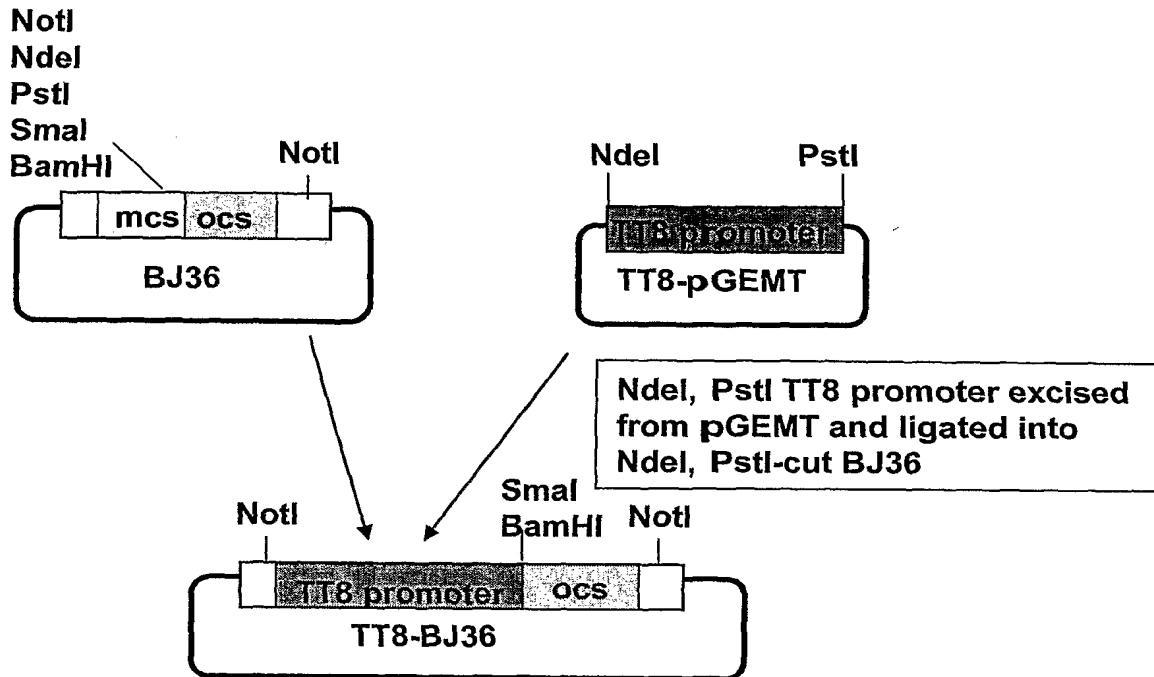 NotI
NdeI
PstI
SmaI
BamHI
NotI
mcs
ocs
BJ36
NdeI
PstI
TT8 promoter
TT8-pGEMT
NdeI, PstI TT8 promoter excised
from pGEMT and ligated into
NdeI, PstI-cut BJ36
NotI
SmaI
BamHI
NotI
TT8 promoter
ocs
TT8-BJ36